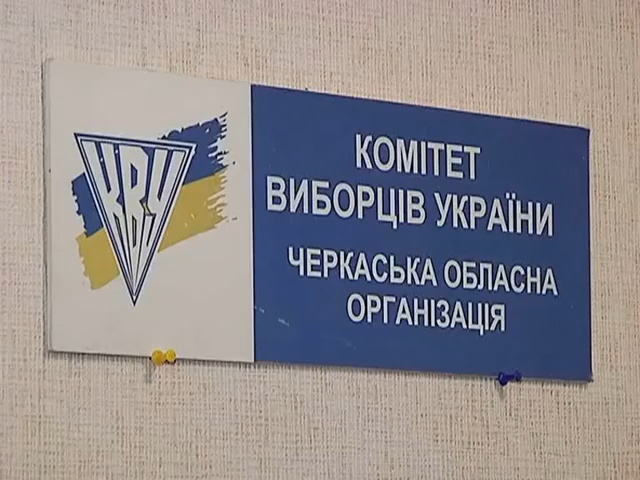 КВУ
КОМІТЕТ
ВИБОРЦІВ УКРАЇНИ
ЧЕРКАСЬКА ОБЛАСНА
ОРГАНІЗАЦІЯ